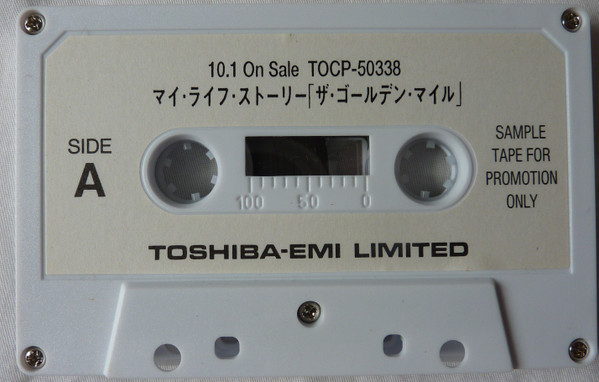 10.1 On Sale TOCP-50338
マイ・ライフ・ストーリー「ザ・ゴールデン・マイル」
SIDE
A
SAMPLE
TAPE FOR
PROMOTION
ONLY
100 50 0
TOSHIBA-EMI LIMITED